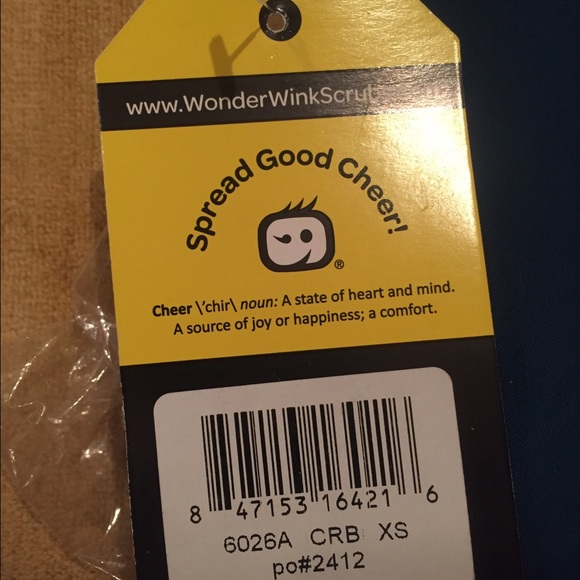 www.WonderWinkScrub
Spread Good Cheer!
®
Cheer \'chir\ noun: A state of heart and mind.
A source of joy or happiness; a comfort.
8 47153 16421 6
6026A CRB XS
po#2412